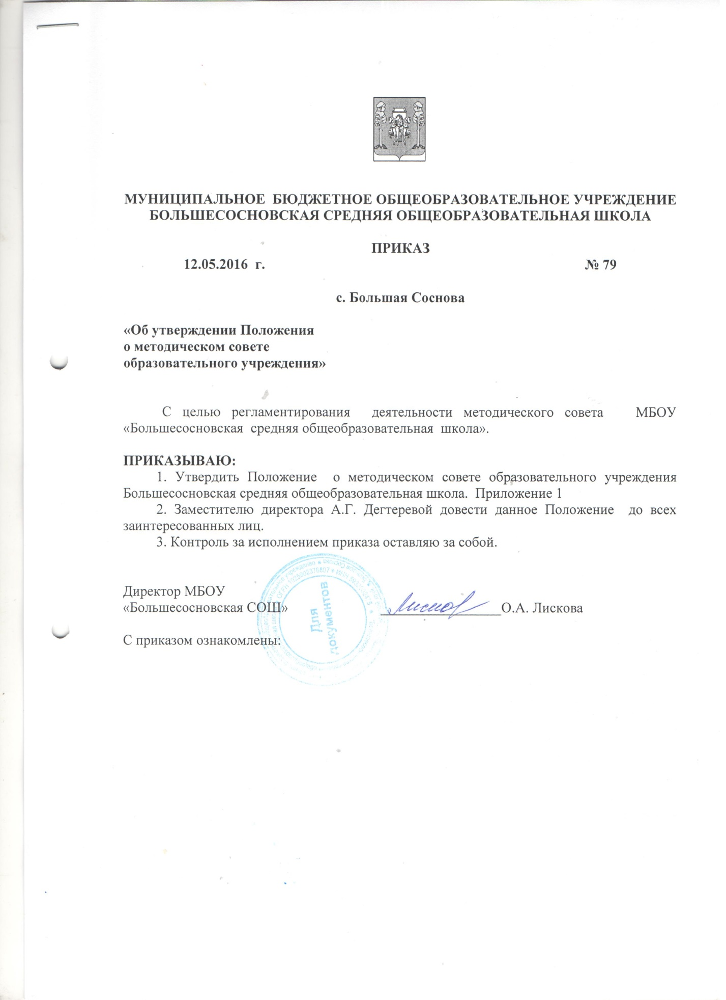 МУНИЦИПАЛЬНОЕ БЮДЖЕТНОЕ ОБЩЕОБРАЗОВАТЕЛЬНОЕ УЧРЕЖДЕНИЕ
БОЛЬШЕСОСНОВСКАЯ СРЕДНЯЯ ОБЩЕОБРАЗОВАТЕЛЬНАЯ ШКОЛА
ПРИКАЗ
12.05.2016 г. № 79
с. Большая Соснова
«Об утверждении Положения
о методическом совете
образовательного учреждения»
С целью регламентирования деятельности методического совета МБОУ
«Большесосновская средняя общеобразовательная школа».
ПРИКАЗЫВАЮ:
1. Утвердить Положение о методическом совете образовательного учреждения
Большесосновская средняя общеобразовательная школа. Приложение 1
2. Заместителю директора А.Г. Дегтеревой довести данное Положение до всех
заинтересованных лиц.
3. Контроль за исполнением приказа оставляю за собой.
Директор МБОУ
«Большесосновская СОШ» О.А. Лискова
С приказом ознакомлены:
Для
документов